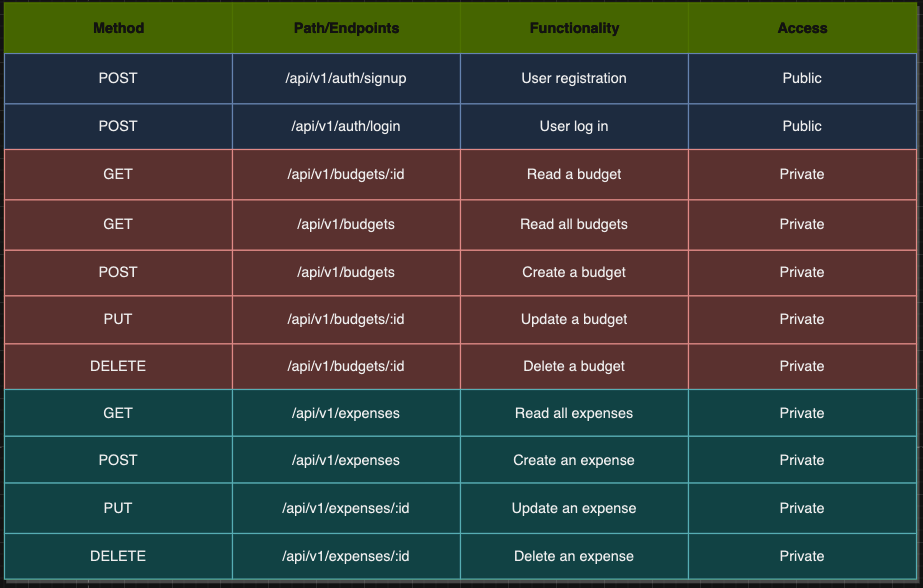 Method Path/Endpoints Functionality Access
POST /api/v1/auth/signup User registration Public
POST /api/v1/auth/login User log in Public
GET /api/v1/budgets/:id Read a budget Private
GET /api/v1/budgets Read all budgets Private
POST /api/v1/budgets Create a budget Private
PUT /api/v1/budgets/:id Update a budget Private
DELETE /api/v1/budgets/:id Delete a budget Private
GET /api/v1/expenses Read all expenses Private
POST /api/v1/expenses Create an expense Private
PUT /api/v1/expenses/:id Update an expense Private
DELETE /api/v1/expenses/:id Delete an expense Private